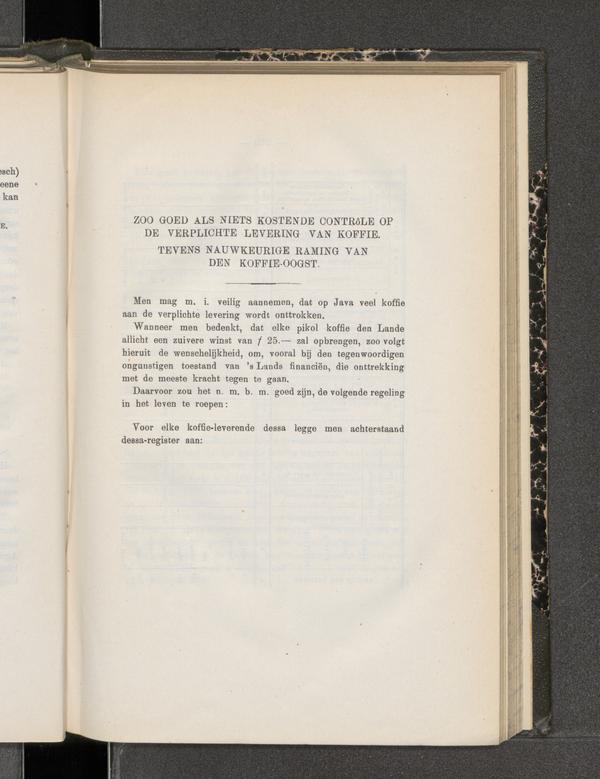 esch)
eene
kan
E.
ZOO GOED ALS NIETS KOSTENDE CONTRôLE OP
DE VERPLICHTE LEVERING VAN KOFFIE.
TEVENS NAUWKEURIGE RAMING VAN
DEN KOFFIE-OOGST.
Men mag m. i. veilig aannemen, dat op Java veel koffie
aan de verplichte levering wordt onttrokken.
Wanneer men bedenkt, dat elke pikol koffie den Lande
allicht een zuivere winst van ƒ 25.— zal opbrengen, zoo volgt
hieruit de wenschelijkheid, om, vooral bij den tegenwoordigen
ongunstigen toestand van 's Lands financiën, die onttrekking
met de meeste kracht tegen te gaan.
Daarvoor zou het n. m. b. m. goed zijn, de volgende regeling
in het leven te roepen:
Voor elke koffie-leverende dessa legge men achterstaand
dessa-register aan: